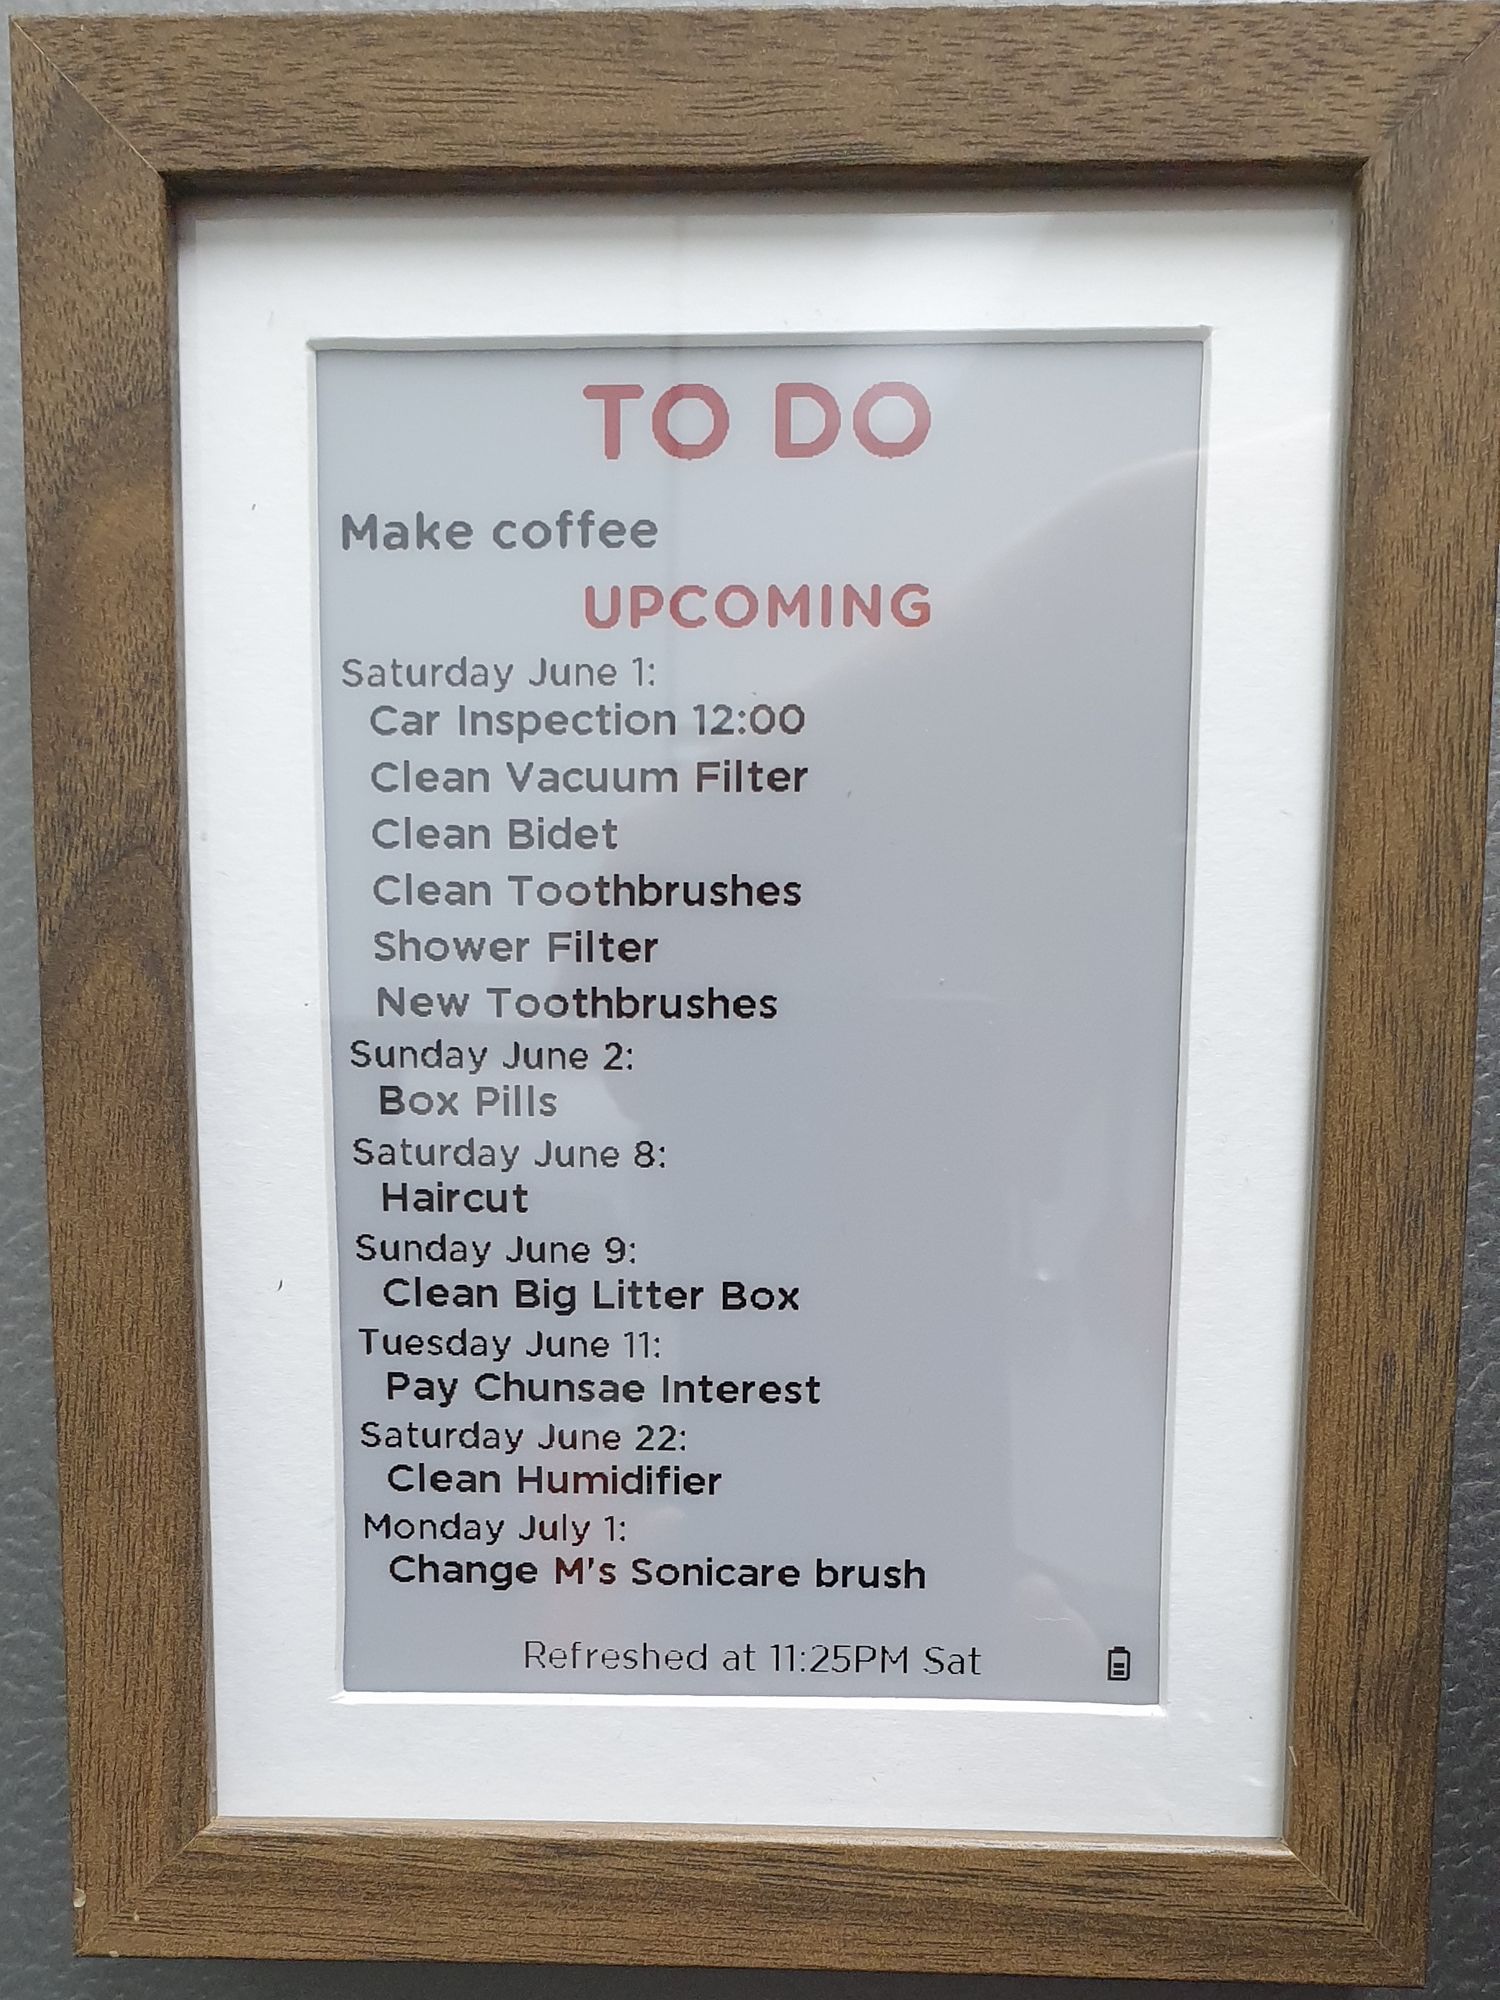 TO DO
Make coffee
UPCOMING
Saturday June 1:
Car Inspection 12:00
Clean Vacuum Filter
Clean Bidet
Clean Toothbrushes
Shower Filter
New Toothbrushes
Sunday June 2:
Box Pills
Saturday June 8:
Haircut
Sunday June 9:
Clean Big Litter Box
Tuesday June 11:
Pay Chunsae Interest
Saturday June 22:
Clean Humidifier
Monday July 1:
Change M's Sonicare brush
Refreshed at 11:25PM Sat